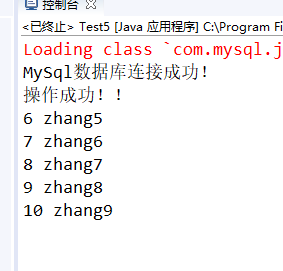 控制台
<已终止> Test5 [Java 应用程序] C:\Program Fi
Loading class `com.mysql.j
MySql数据库连接成功！
操作成功！！
6 zhang5
7 zhang6
8 zhang7
9 zhang8
10 zhang9